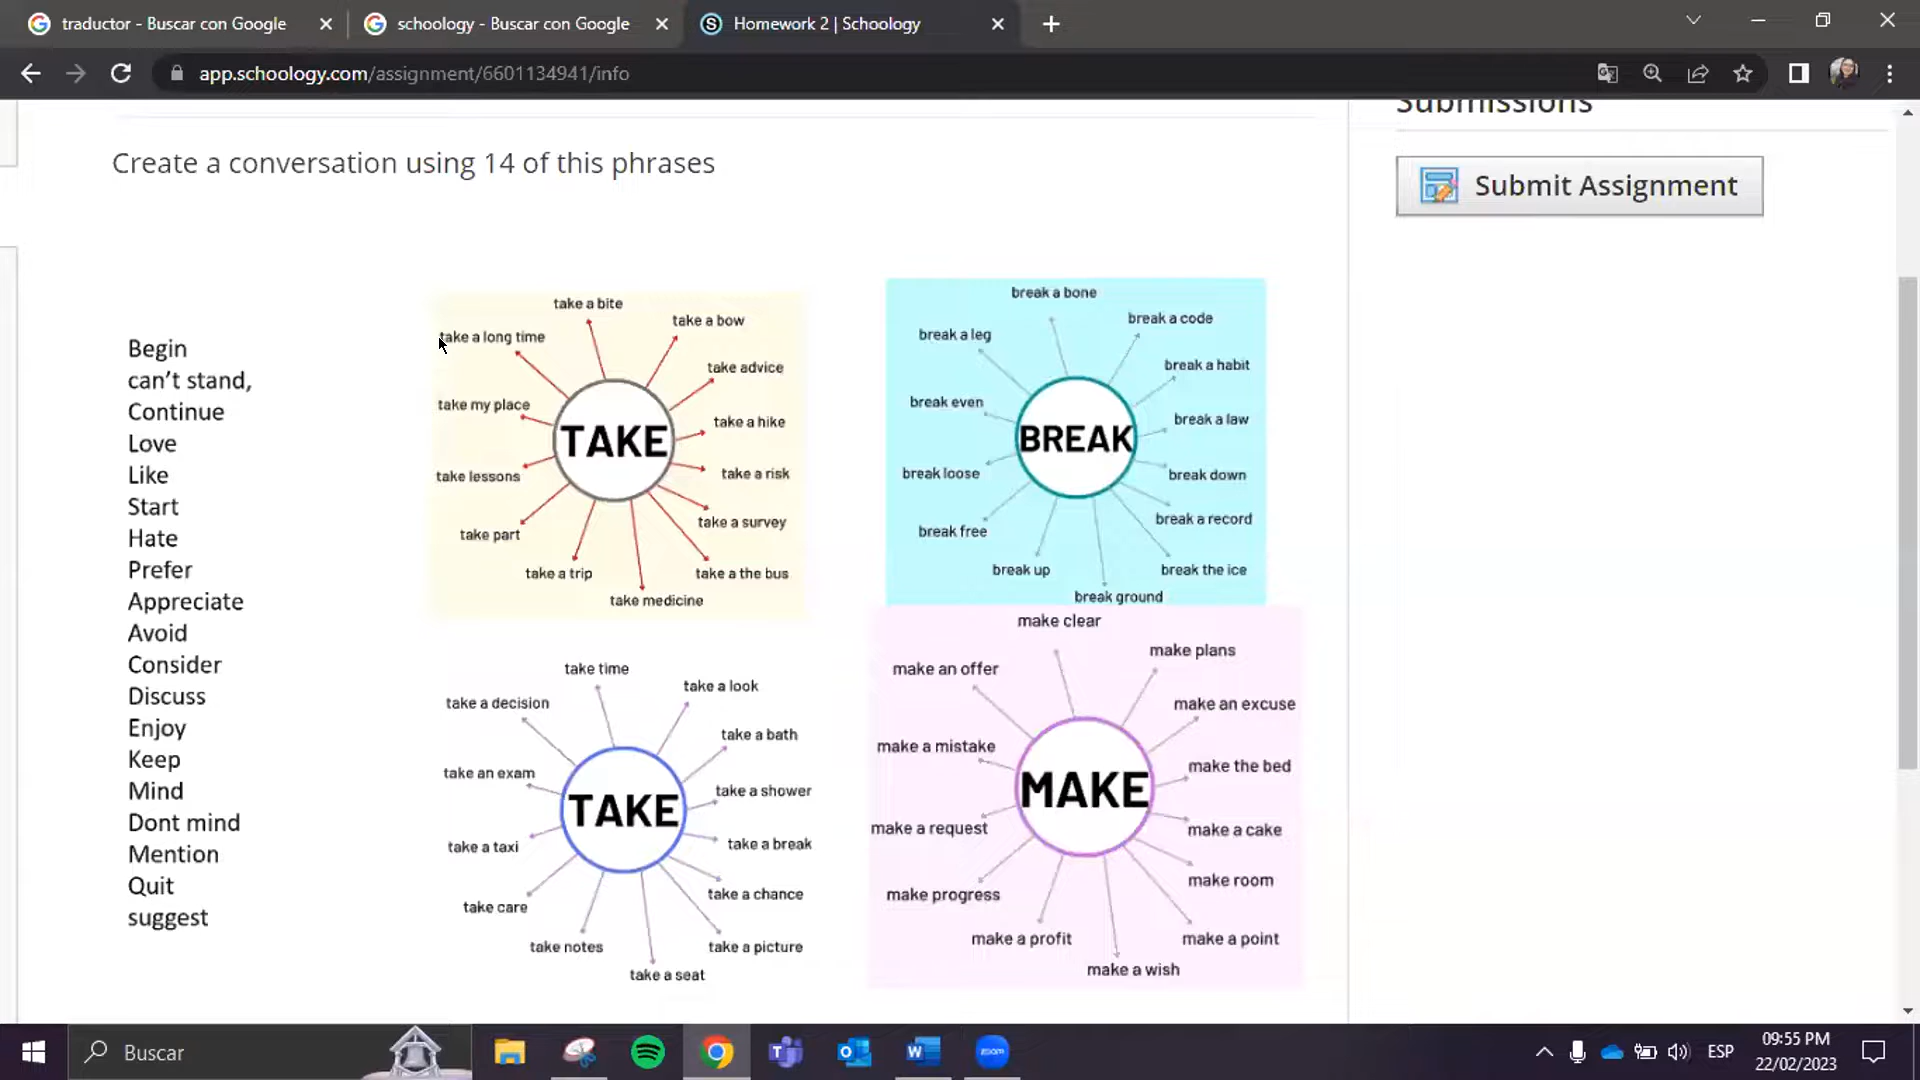 traductor - Buscar con Google
schoology - Buscar con Google
Homework 2 | Schoology
app.schoology.com/assignment/6601134941/info
Submissions
Create a conversation using 14 of this phrases
Submit Assignment
Begin
can't stand,
Continue
Love
Like
Start
Hate
Prefer
Appreciate
Avoid
Consider
Discuss
Enjoy
Keep
Mind
Dont mind
Mention
Quit
suggest
take a bite
take a bow
take a long time
take advice
take my place
take a hike
TAKE
take lessons
take a risk
take a survey
take part
take a trip
take a the bus
take medicine
break a bone
break a code
break a leg
break a habit
break even
break a law
BREAK
break loose
break down
break a record
break free
break up
break the ice
break ground
take time
take a look
take a decision
take a bath
take an exam
take a shower
TAKE
take a taxi
take a break
take a chance
take care
take notes
take a picture
take a seat
make clear
make plans
make an offer
make an excuse
make a mistake
make the bed
MAKE
make a request
make a cake
make room
make progress
make a profit
make a point
make a wish
Buscar
zoom
ESP
09:55 PM
22/02/2023